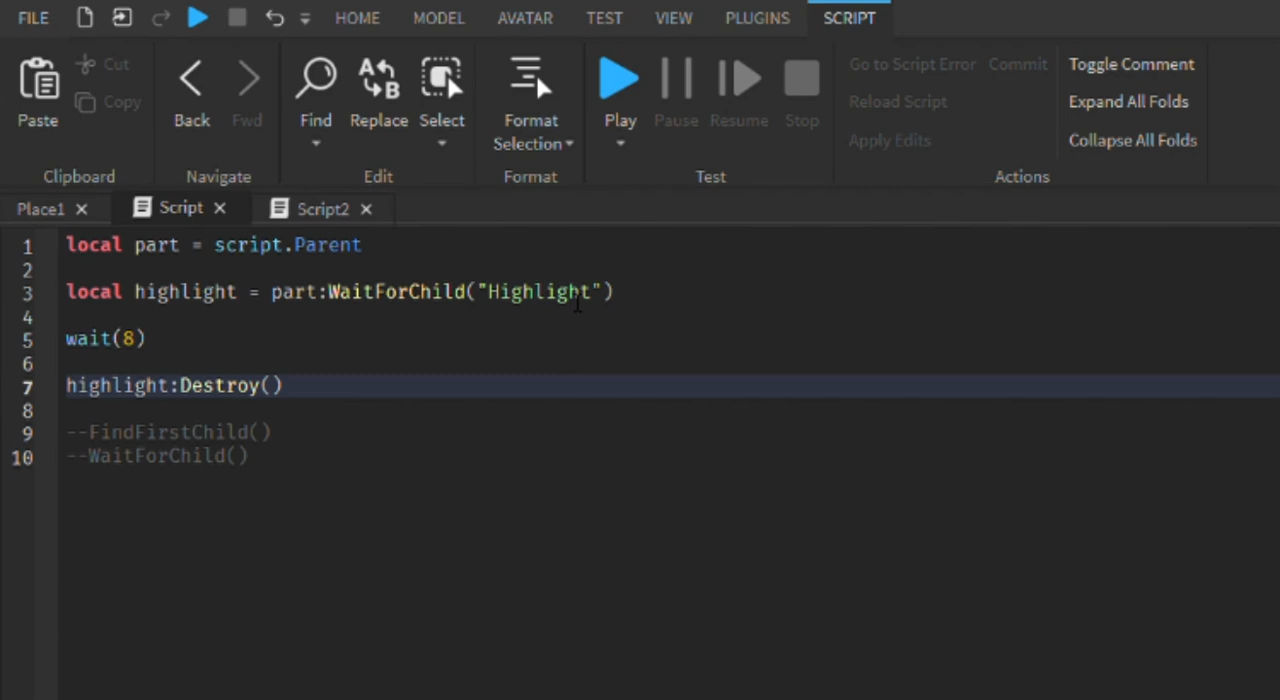 FILE HOME MODEL AVATAR TEST VIEW PLUGINS SCRIPT
Paste
Cut
Copy
Clipboard
Back Fwd
Navigate
Find Replace Select
Edit
Format
Selection
Format
Play Pause Resume Stop
Test
Go to Script Error Commit
Reload Script
Apply Edits
Toggle Comment
Expand All Folds
Collapse All Folds
Actions
Place1 × Script × Script2 ×
1 local part = script.Parent
2
3 local highlight = part:WaitForChild("Highlight")
4
5 wait(8)
6
7 highlight:Destroy()
8
9 --FindFirstChild()
10 --WaitForChild()